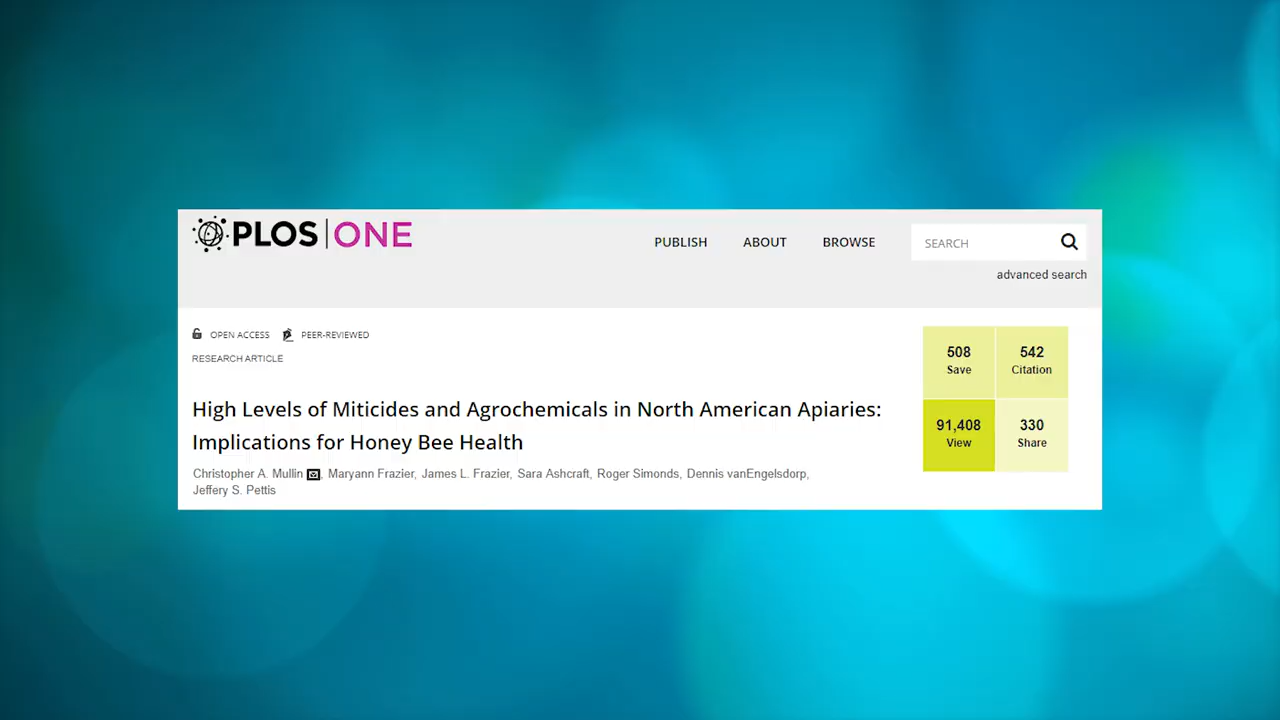 PLOS ONE
PUBLISH ABOUT BROWSE SEARCH
advanced search
OPEN ACCESS PEER-REVIEWED
RESEARCH ARTICLE
High Levels of Miticides and Agrochemicals in North American Apiaries:
Implications for Honey Bee Health
Christopher A. Mullin , Maryann Frazier, James L. Frazier, Sara Ashcraft, Roger Simonds, Dennis vanEngelsdorp,
Jeffery S. Pettis
508 542
Save Citation
91,408 330
View Share